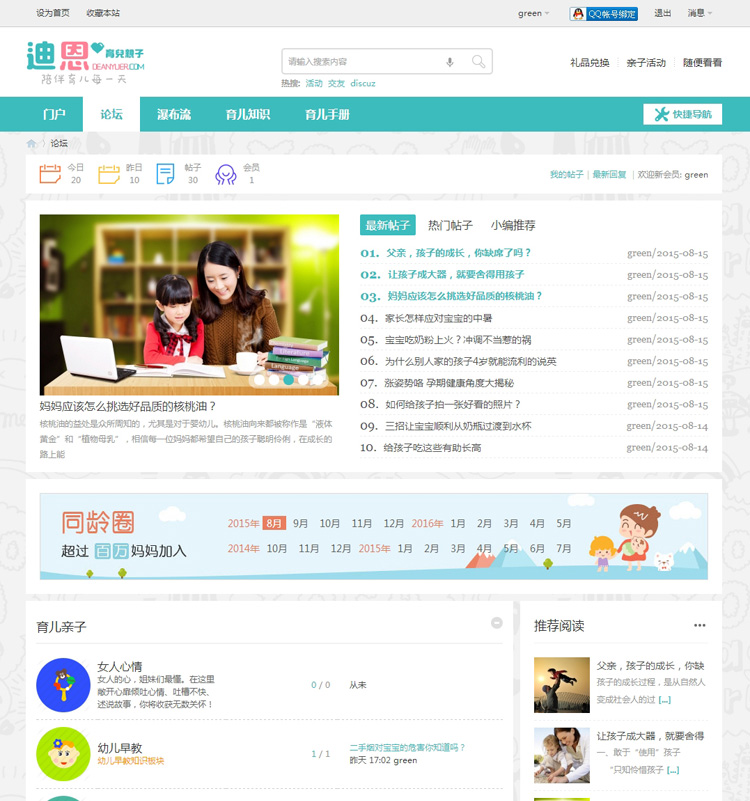 设为首页 收藏本站 green QQ帐号绑定 退出 消息
迪恩 育兒親子
DEANYUER.COM
陪伴育儿每一天
请输入搜索内容
热搜: 活动 交友 discuz
礼品兑换 亲子活动 随便看看
门户 论坛 瀑布流 育儿知识 育儿手册 快捷导航
论坛
今日 20 昨日 10 帖子 30 会员 1
我的帖子 | 最新回复 | 欢迎新会员: green
最新帖子 热门帖子 小编推荐
01. 父亲，孩子的成长，你缺席了吗？ green/2015-08-15
02. 让孩子成大器，就要舍得用孩子 green/2015-08-15
03. 妈妈应该怎么挑选好品质的核桃油？ green/2015-08-15
04. 家长怎样应对宝宝的中暑 green/2015-08-15
05. 宝宝吃奶粉上火？冲调不当惹的祸 green/2015-08-15
06. 为什么别人家的孩子4岁就能流利的说英 green/2015-08-15
07. 涨姿势 孕期健康角度大揭秘 green/2015-08-15
08. 如何给孩子拍一张好看的照片？ green/2015-08-15
09. 三招让宝宝顺利从奶瓶过渡到水杯 green/2015-08-14
10. 给孩子吃这些有助长高 green/2015-08-14
Literature
Language
妈妈应该怎么挑选好品质的核桃油？
核桃油的益处是众所周知的，尤其是对于婴幼儿。核桃油向来都被称作是“液体
黄金”和“植物母乳”，相信每一位妈妈都希望自己的孩子聪明伶俐，在成长的
路上能
同龄圈
超过 百万 妈妈加入
2015年 8月 9月 10月 11月 12月 2016年 1月 2月 3月 4月 5月
2014年 10月 11月 12月 2015年 1月 2月 3月 4月 5月 6月 7月
育儿亲子
女人心情
女人的心，姐妹们最懂。在这里
敞开心扉倾吐心情、吐槽不快、
述说故事，你将收获无数关怀！
0 / 0 从未
幼儿早教
幼儿早教知识板块
1 / 1 二手烟对宝宝的危害你知道吗？
昨天 17:02 green
推荐阅读
父亲，孩子的成长，你缺
孩子的成长过程，是从自然人
变成社会人的过 [...]
让孩子成大器，就要舍得
一、敢于“使用”孩子
“只知怜惜孩子 [...]